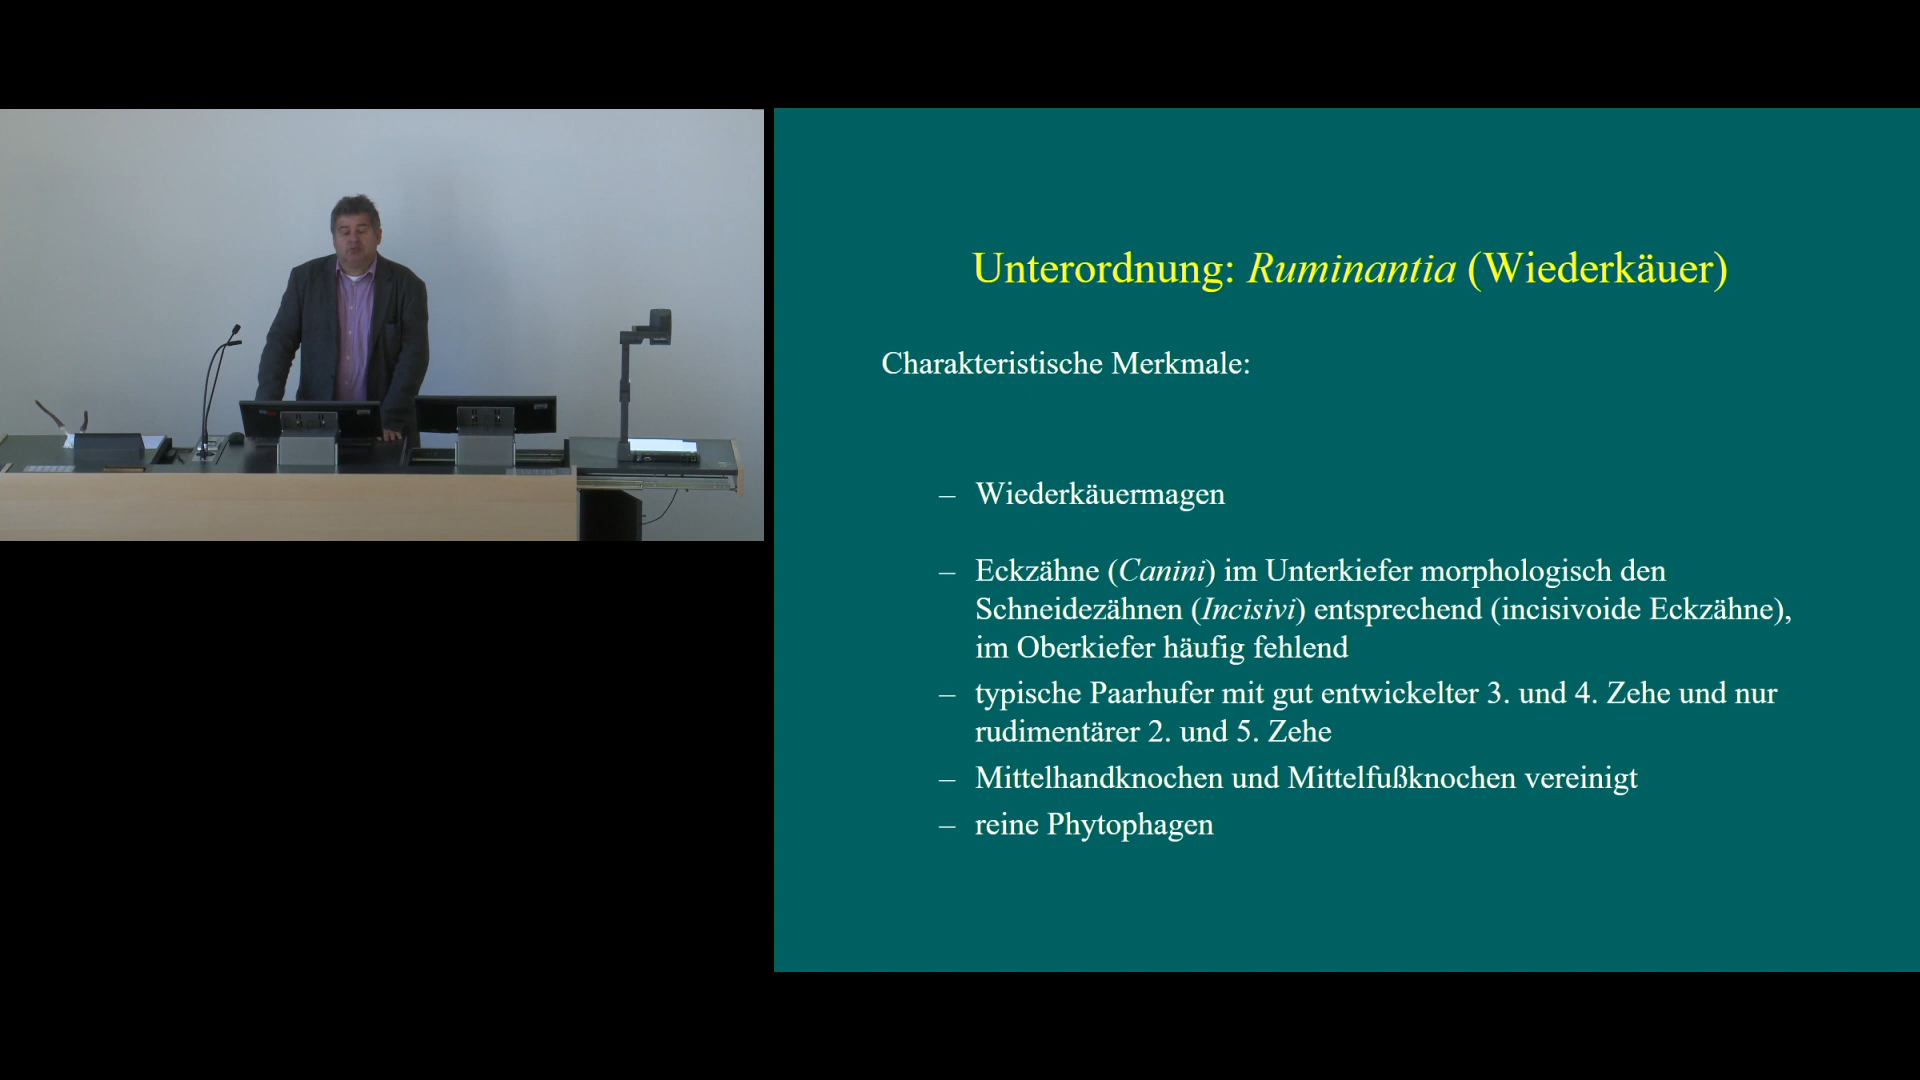 Unterordnung: Ruminantia (Wiederkäuer)
Charakteristische Merkmale:
– Wiederkäuermagen
– Eckzähne (Canini) im Unterkiefer morphologisch den
Schneidezähnen (Incisivi) entsprechend (incisivoide Eckzähne),
im Oberkiefer häufig fehlend
– typische Paarhufer mit gut entwickelter 3. und 4. Zehe und nur
rudimentärer 2. und 5. Zehe
– Mittelhandknochen und Mittelfußknochen vereinigt
– reine Phytophagen